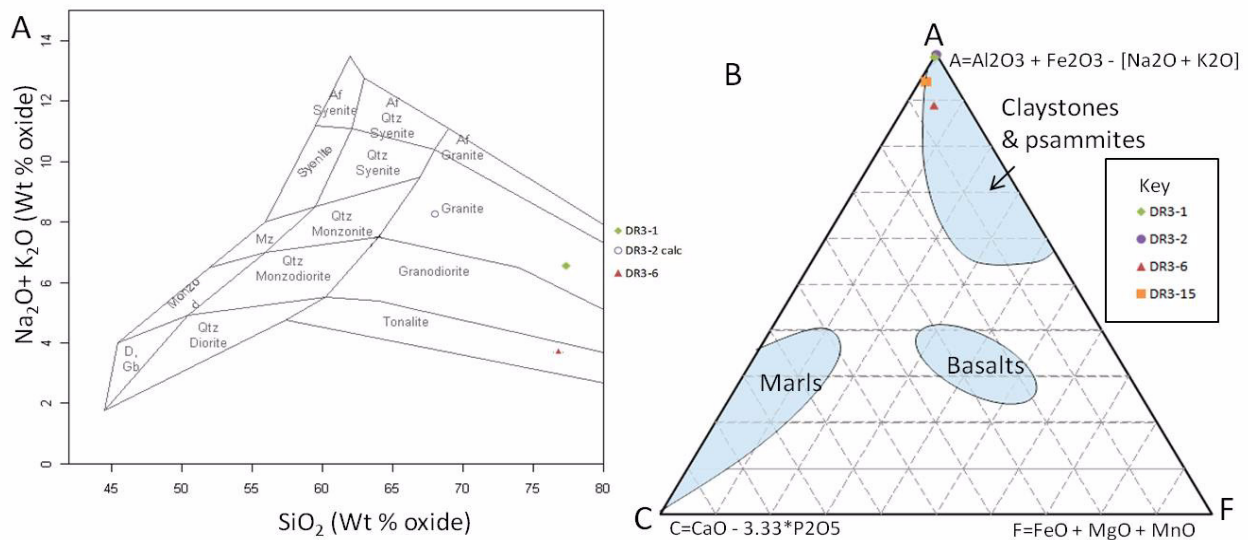 A
Na2O+ K2O (Wt % oxide)
14
12
10
8
6
4
2
0
45
50
55
60
65
70
75
80
SiO2 (Wt % oxide)
Af
Syenite
Af
Qtz
Syenite
Af
Granite
Syenite
Qtz
Syenite
Granite
Mz
Qtz
Monzonite
Monzo
d
Qtz
Monzodiorite
Granodiorite
D,
Gb
Qtz
Diorite
Tonalite
DR3-1
DR3-2 calc
DR3-6
B
A
A=Al2O3 + Fe2O3 - [Na2O + K2O]
Claystones
& psammites
Key
DR3-1
DR3-2
DR3-6
DR3-15
Marls
Basalts
C
C=CaO - 3.33*P2O5
F=FeO + MgO + MnO
F